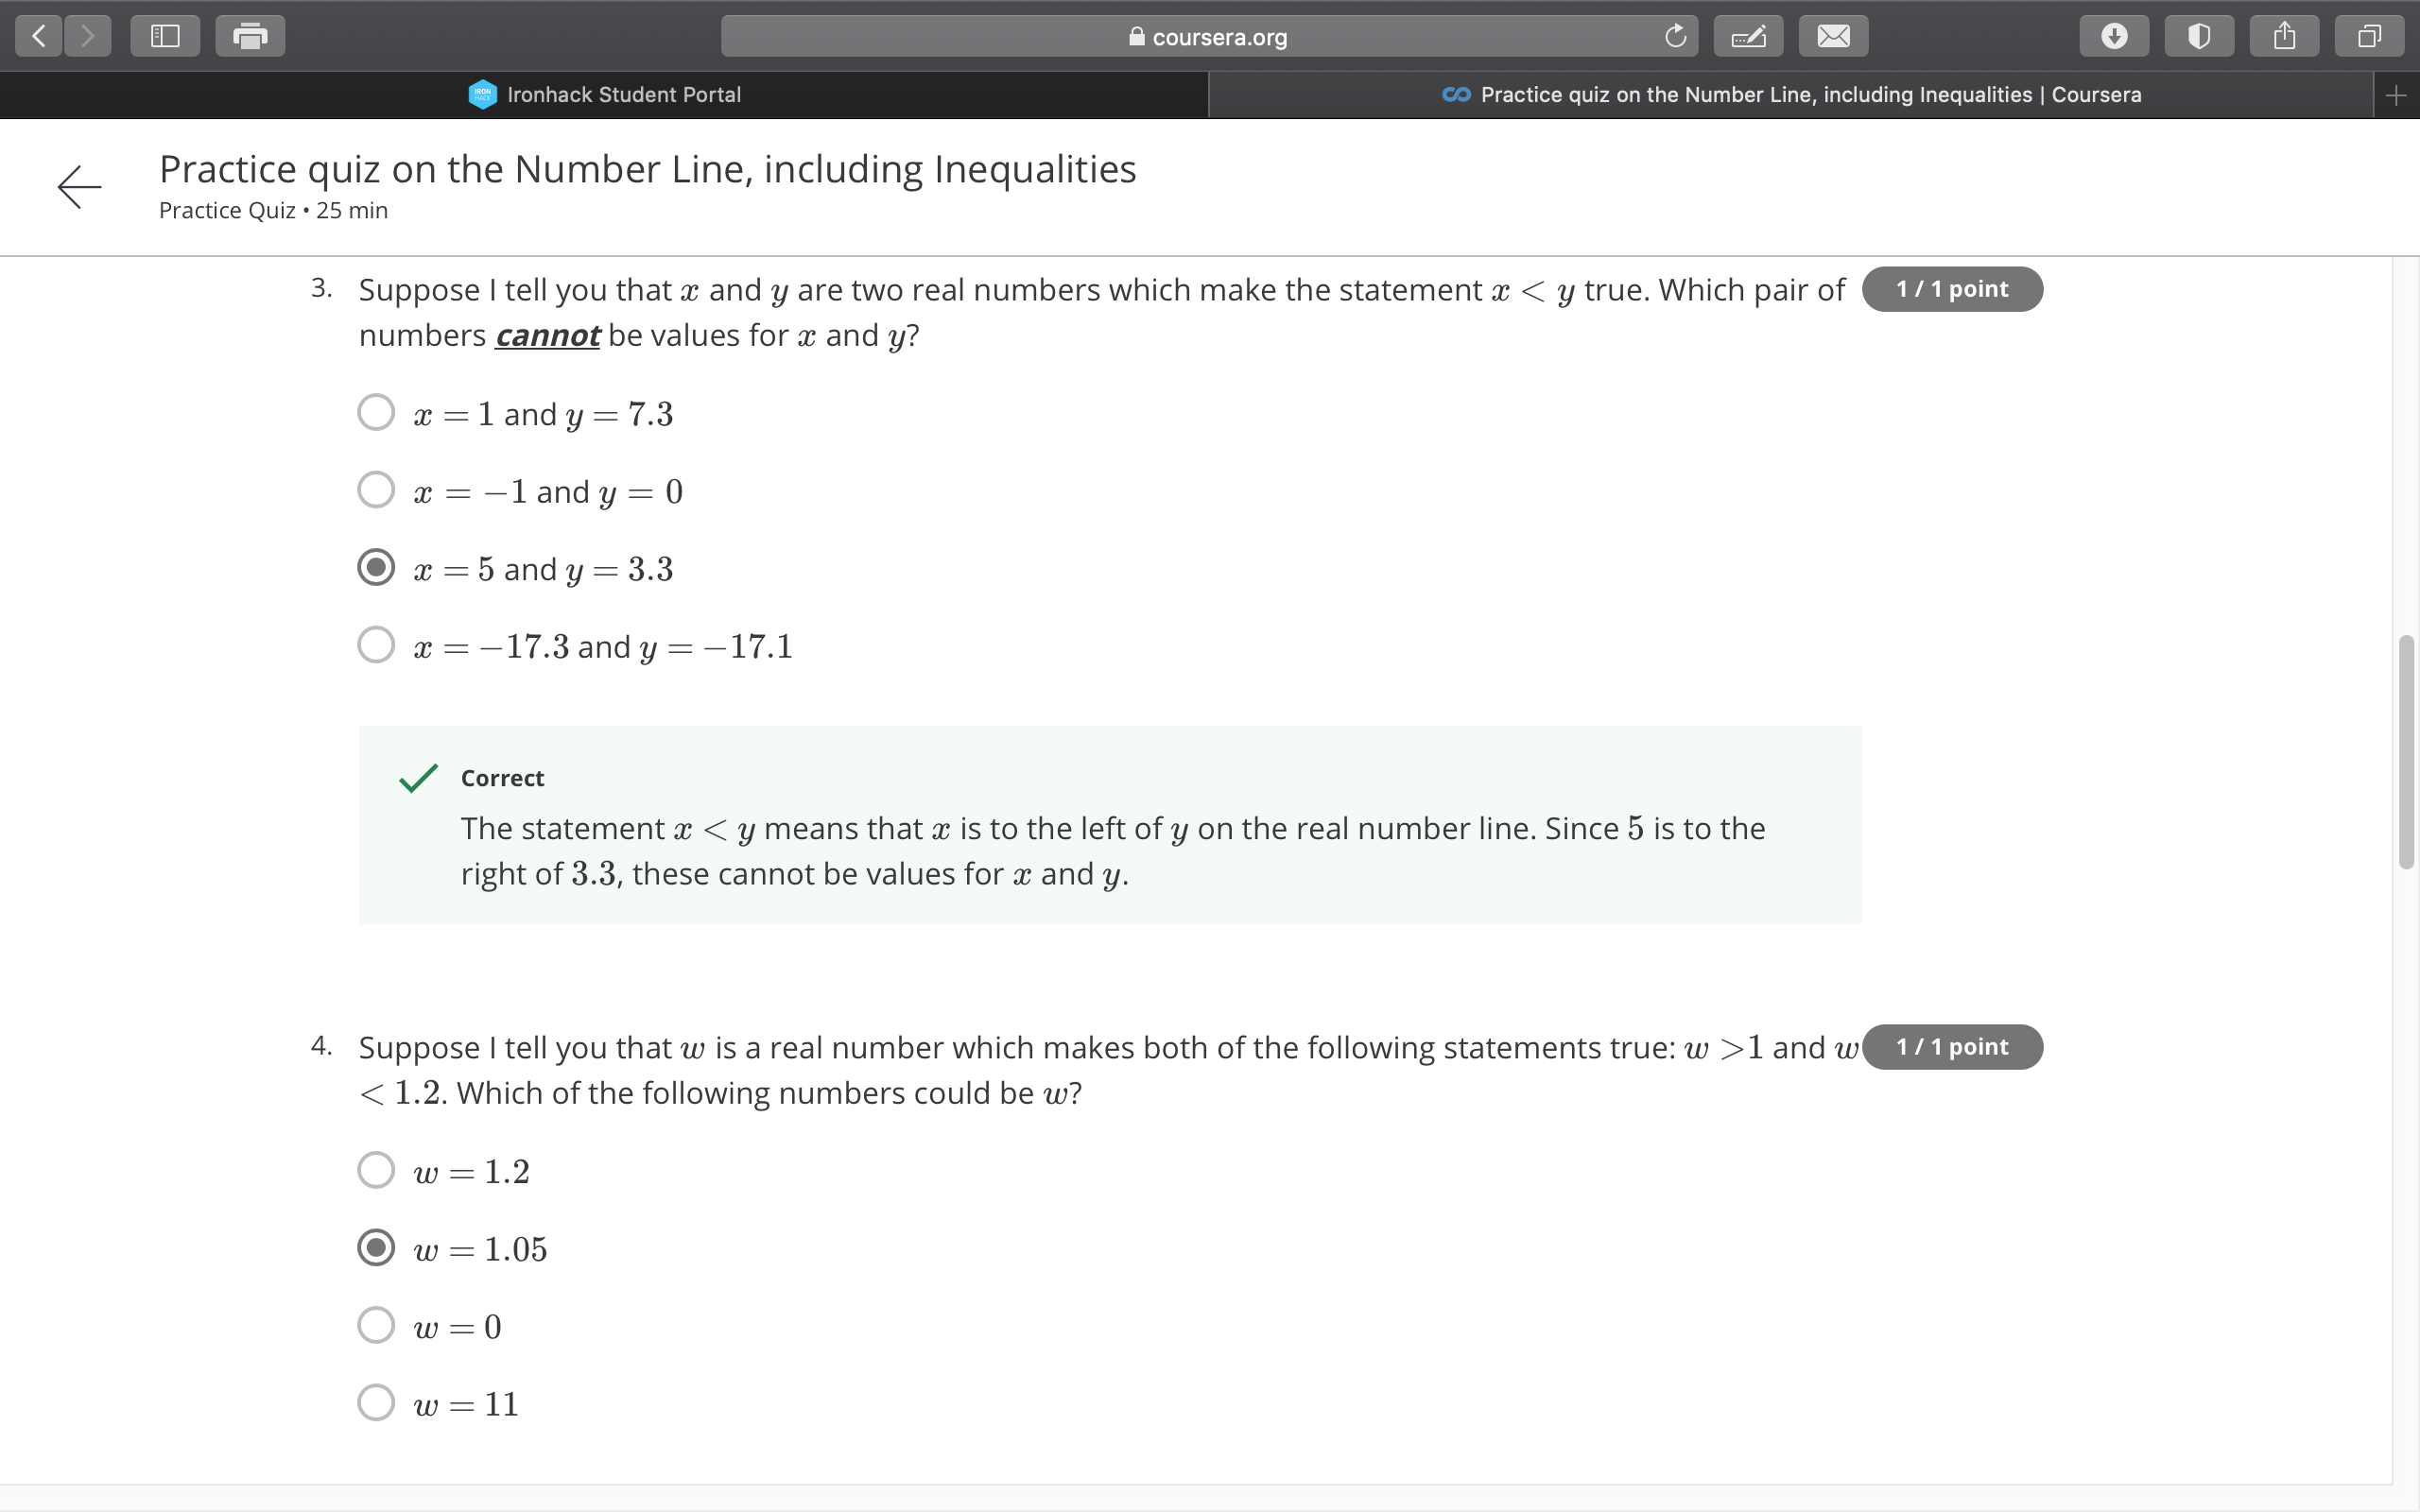 coursera.org
IRON HACK Ironhack Student Portal
Practice quiz on the Number Line, including Inequalities | Coursera
Practice quiz on the Number Line, including Inequalities
Practice Quiz • 25 min
3. Suppose I tell you that x and y are two real numbers which make the statement x < y true. Which pair of 1 / 1 point
numbers cannot be values for x and y?
x = 1 and y = 7.3
x = −1 and y = 0
x = 5 and y = 3.3
x = −17.3 and y = −17.1
Correct
The statement x < y means that x is to the left of y on the real number line. Since 5 is to the
right of 3.3, these cannot be values for x and y.
4. Suppose I tell you that w is a real number which makes both of the following statements true: w >1 and w 1 / 1 point
< 1.2. Which of the following numbers could be w?
w = 1.2
w = 1.05
w = 0
w = 11